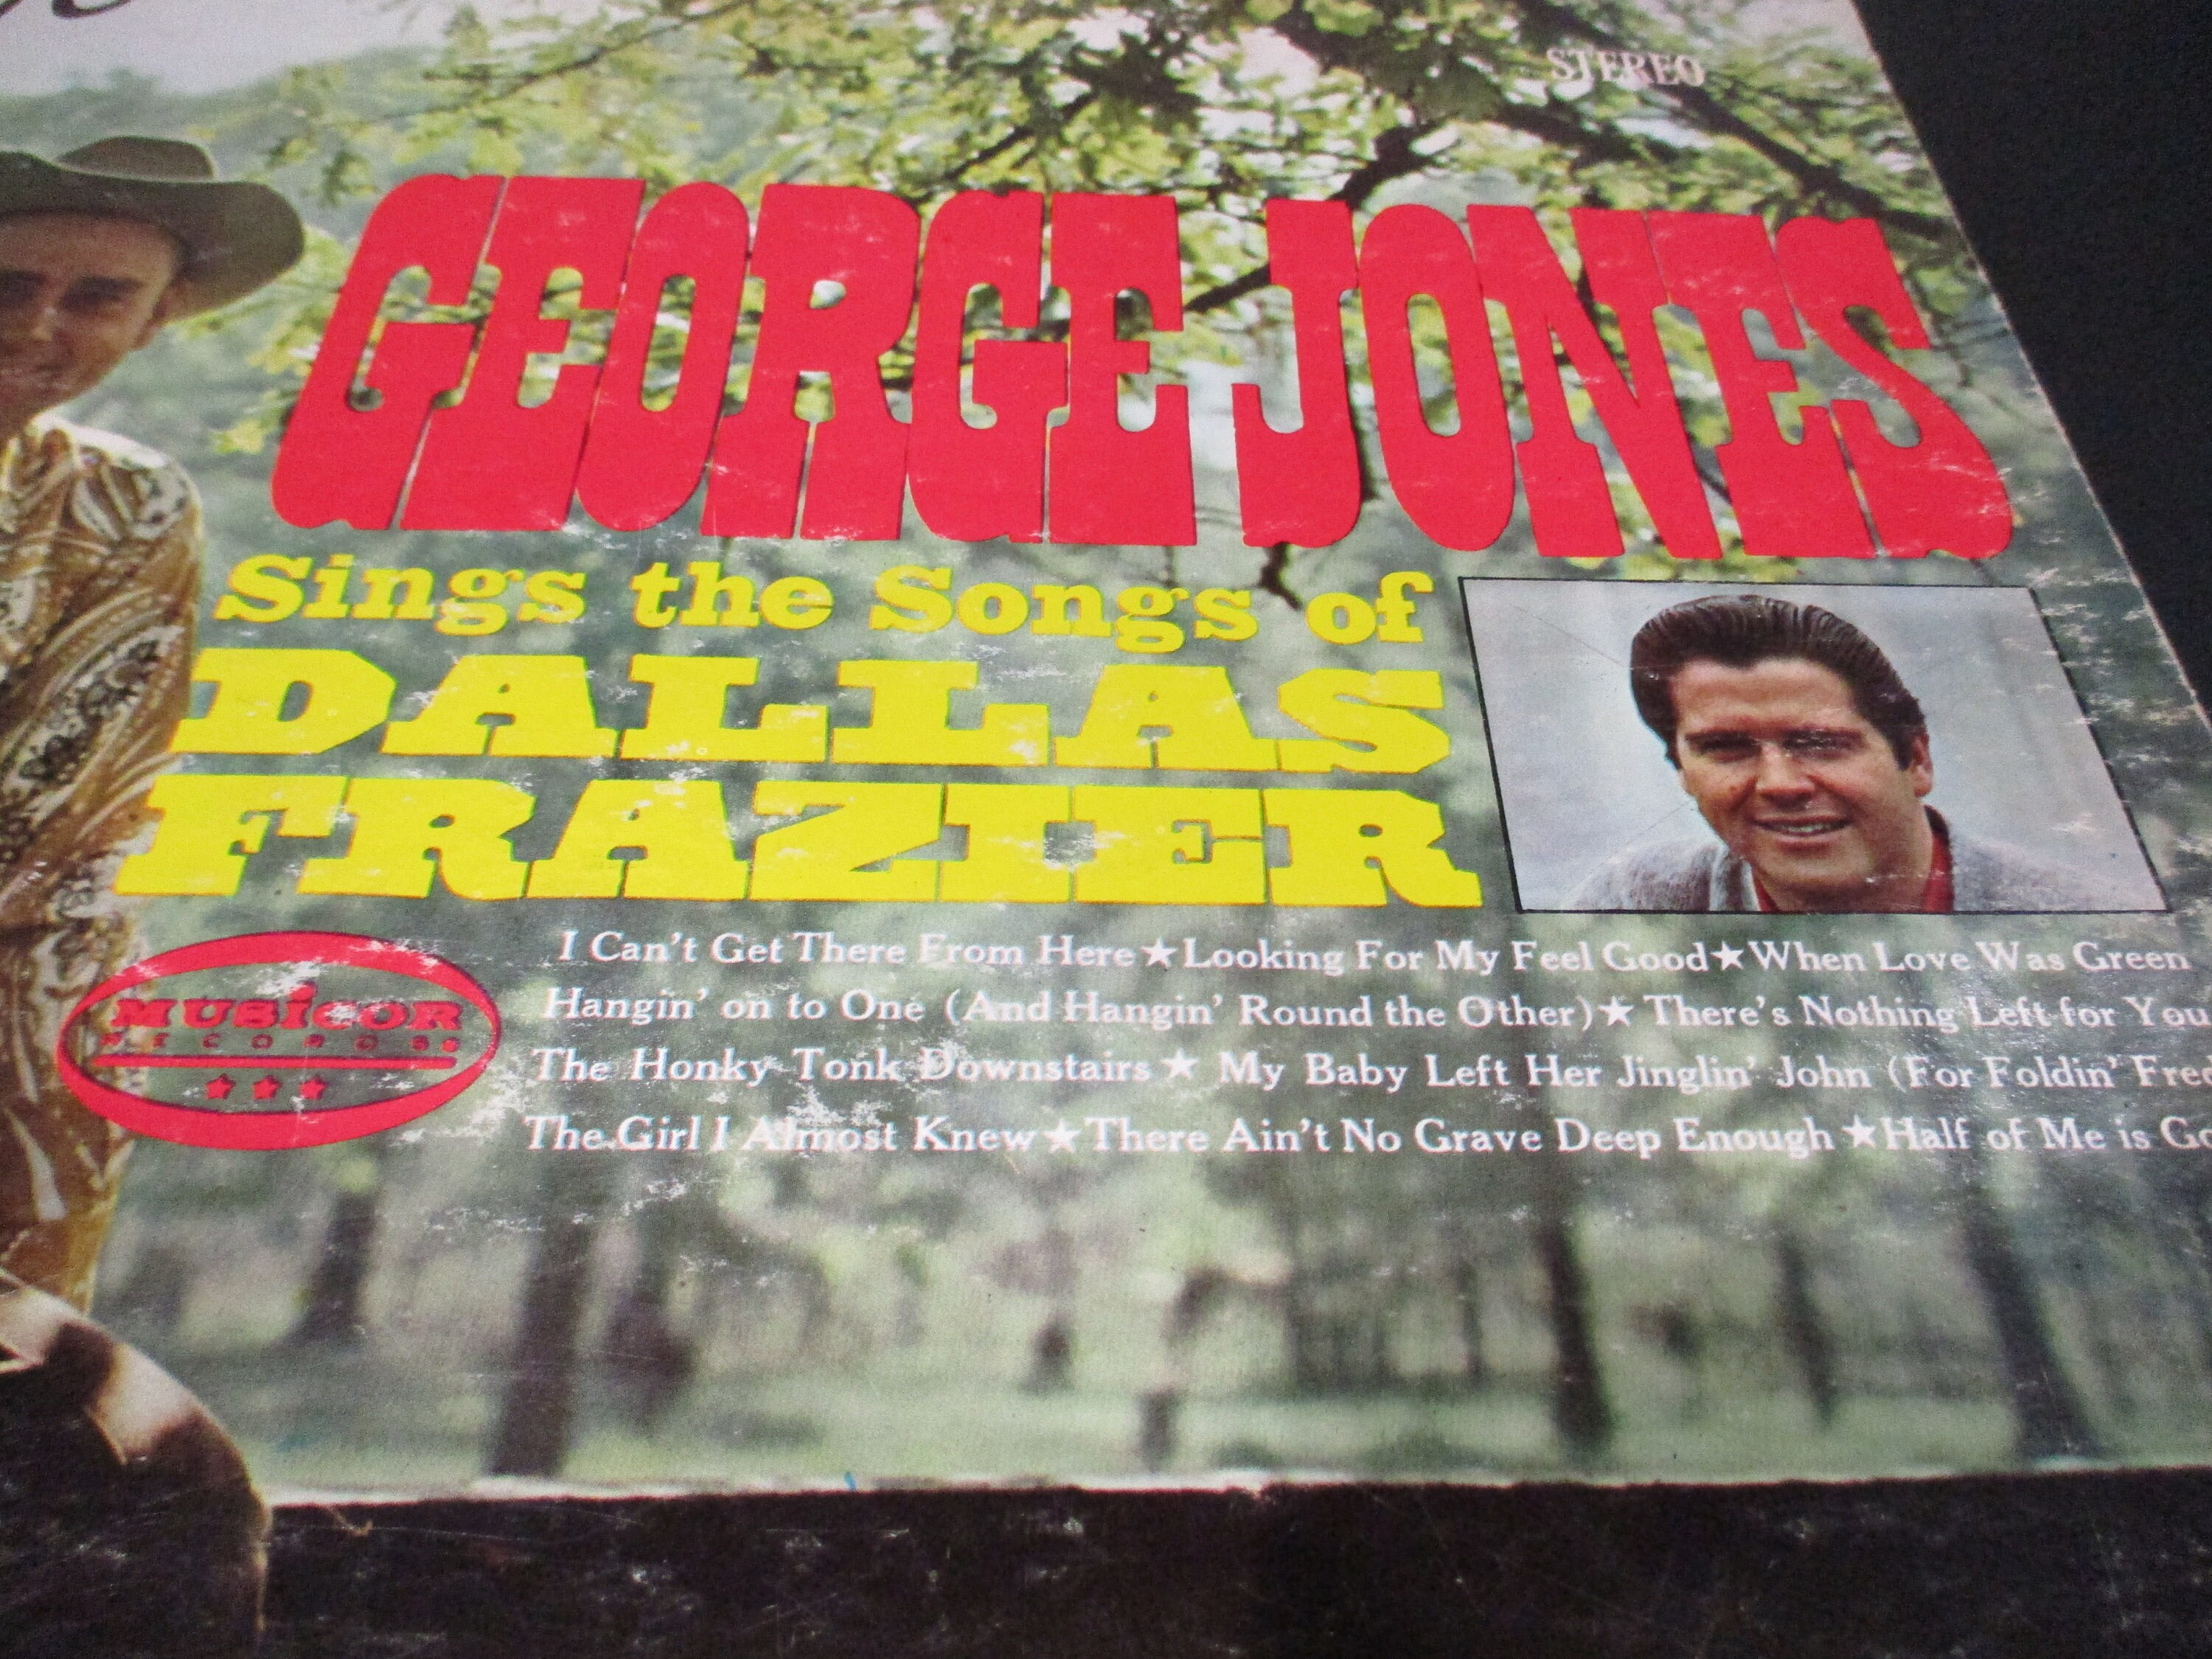 STEREO
GEORGE JONES
Sings the Songs of
DALLAS
FRAZIER
I Can't Get There From Here ★ Looking For My Feel Good ★ When Love Was Green
Hangin' on to One (And Hangin' Round the Other) ★ There's Nothing Left for You
The Honky Tonk Downstairs ★ My Baby Left Her Jinglin' John (For Foldin'
The Girl I Almost Knew ★ There Ain't No Grave Deep Enough ★ Half of Me is
MUSICOR
RECORDS